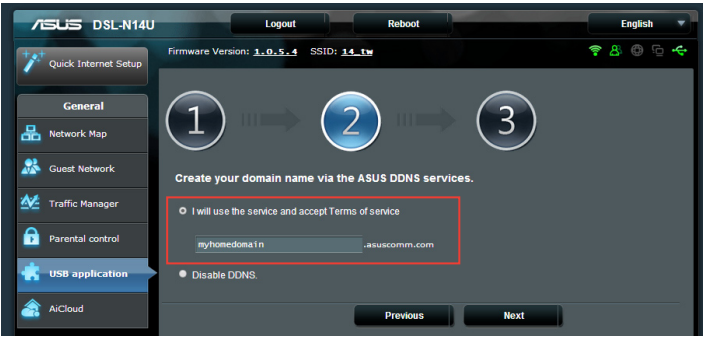 ASUS DSL-N14U Logout Reboot English
Quick Internet Setup
Firmware Version: 1.0.5.4 SSID: 14_tw
General
Network Map
Guest Network
Traffic Manager
Parental control
USB application
AiCloud
1 2 3
Create your domain name via the ASUS DDNS services.
I will use the service and accept Terms of service
myhomedomain .asuscomm.com
Disable DDNS.
Previous Next